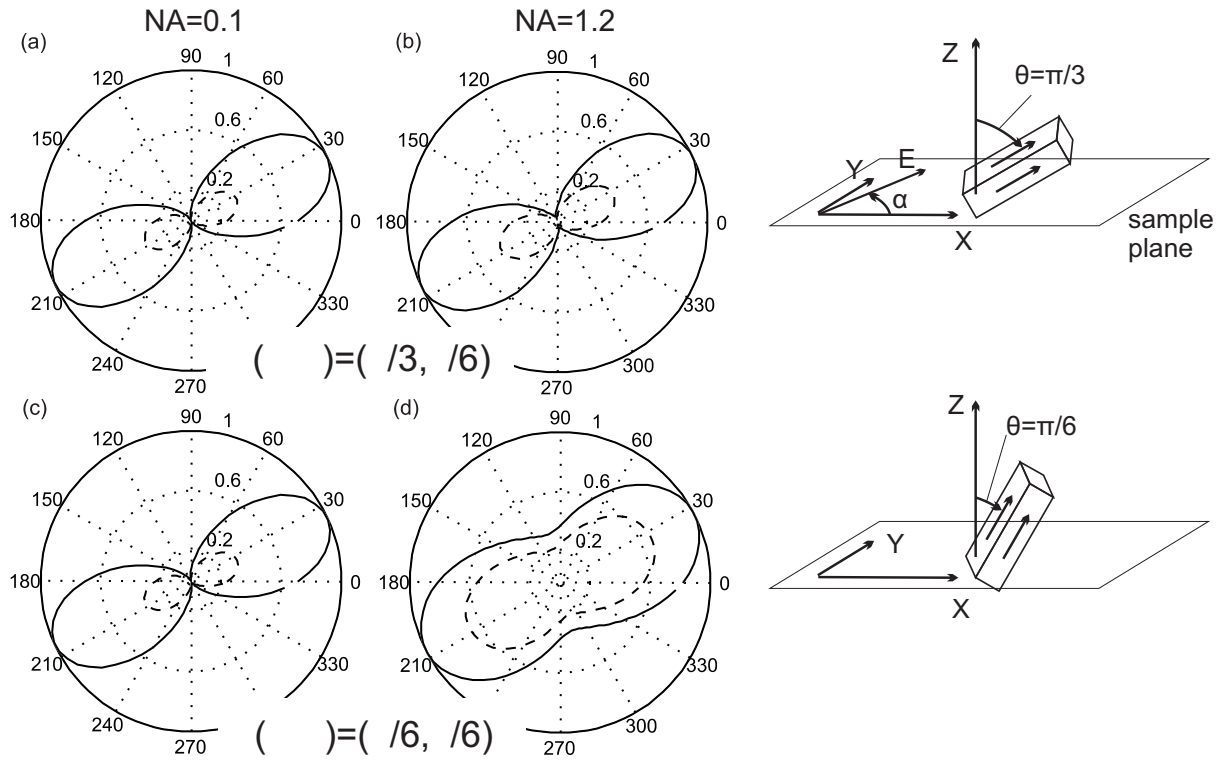 NA=0.1
NA=1.2
(a)
90
1
120
60
0.6
150
30
0.2
180
0
210
330
240
270
(b)
90
1
120
60
0.6
150
30
0.2
180
0
210
330
300
270
( )=( /3, /6)
Z
θ=π/3
Y
E
α
X
sample
plane
(c)
90
1
120
60
0.6
150
30
0.2
180
0
210
330
240
270
(d)
90
1
120
60
0.6
150
30
0.2
180
0
210
330
300
270
( )=( /6, /6)
Z
θ=π/6
Y
X